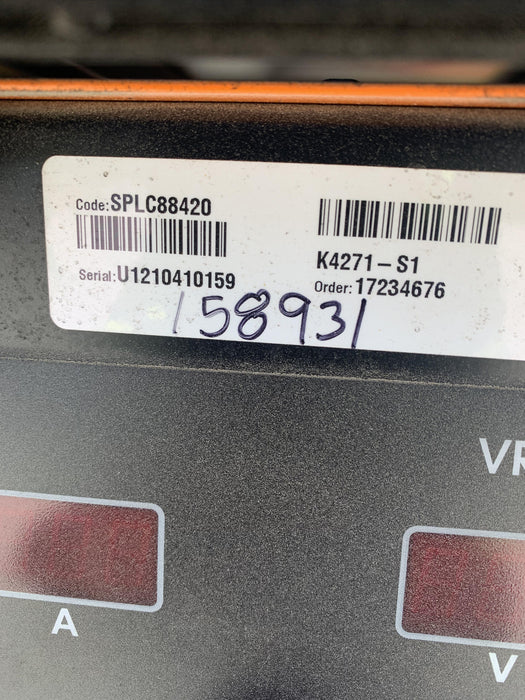 Code: SPLC88420
K4271-S1
Serial: U1210410159
Order: 17234676
158931
VR
A
V